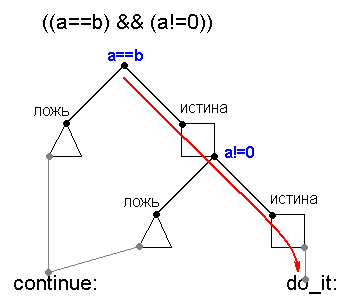 ((a==b) && (a!=0))
a==b
ложь истина
a!=0
ложь истина
continue: do_it: